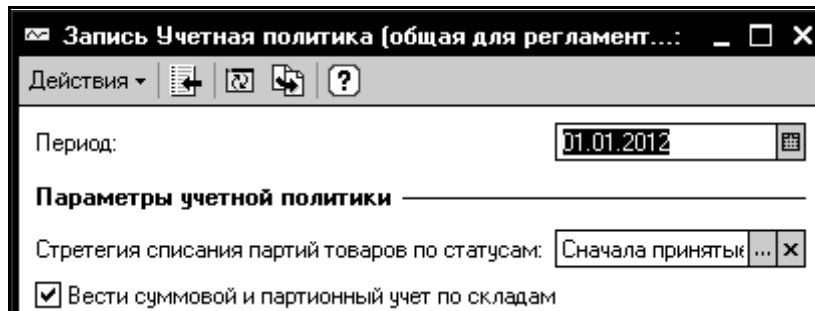 Запись Учетная политика (общая для регламент...:
Действия
Период: 01.01.2012
Параметры учетной политики
Стретегия списания партий товаров по статусам: Сначала принятые ...
Вести суммовой и партионный учет по складам